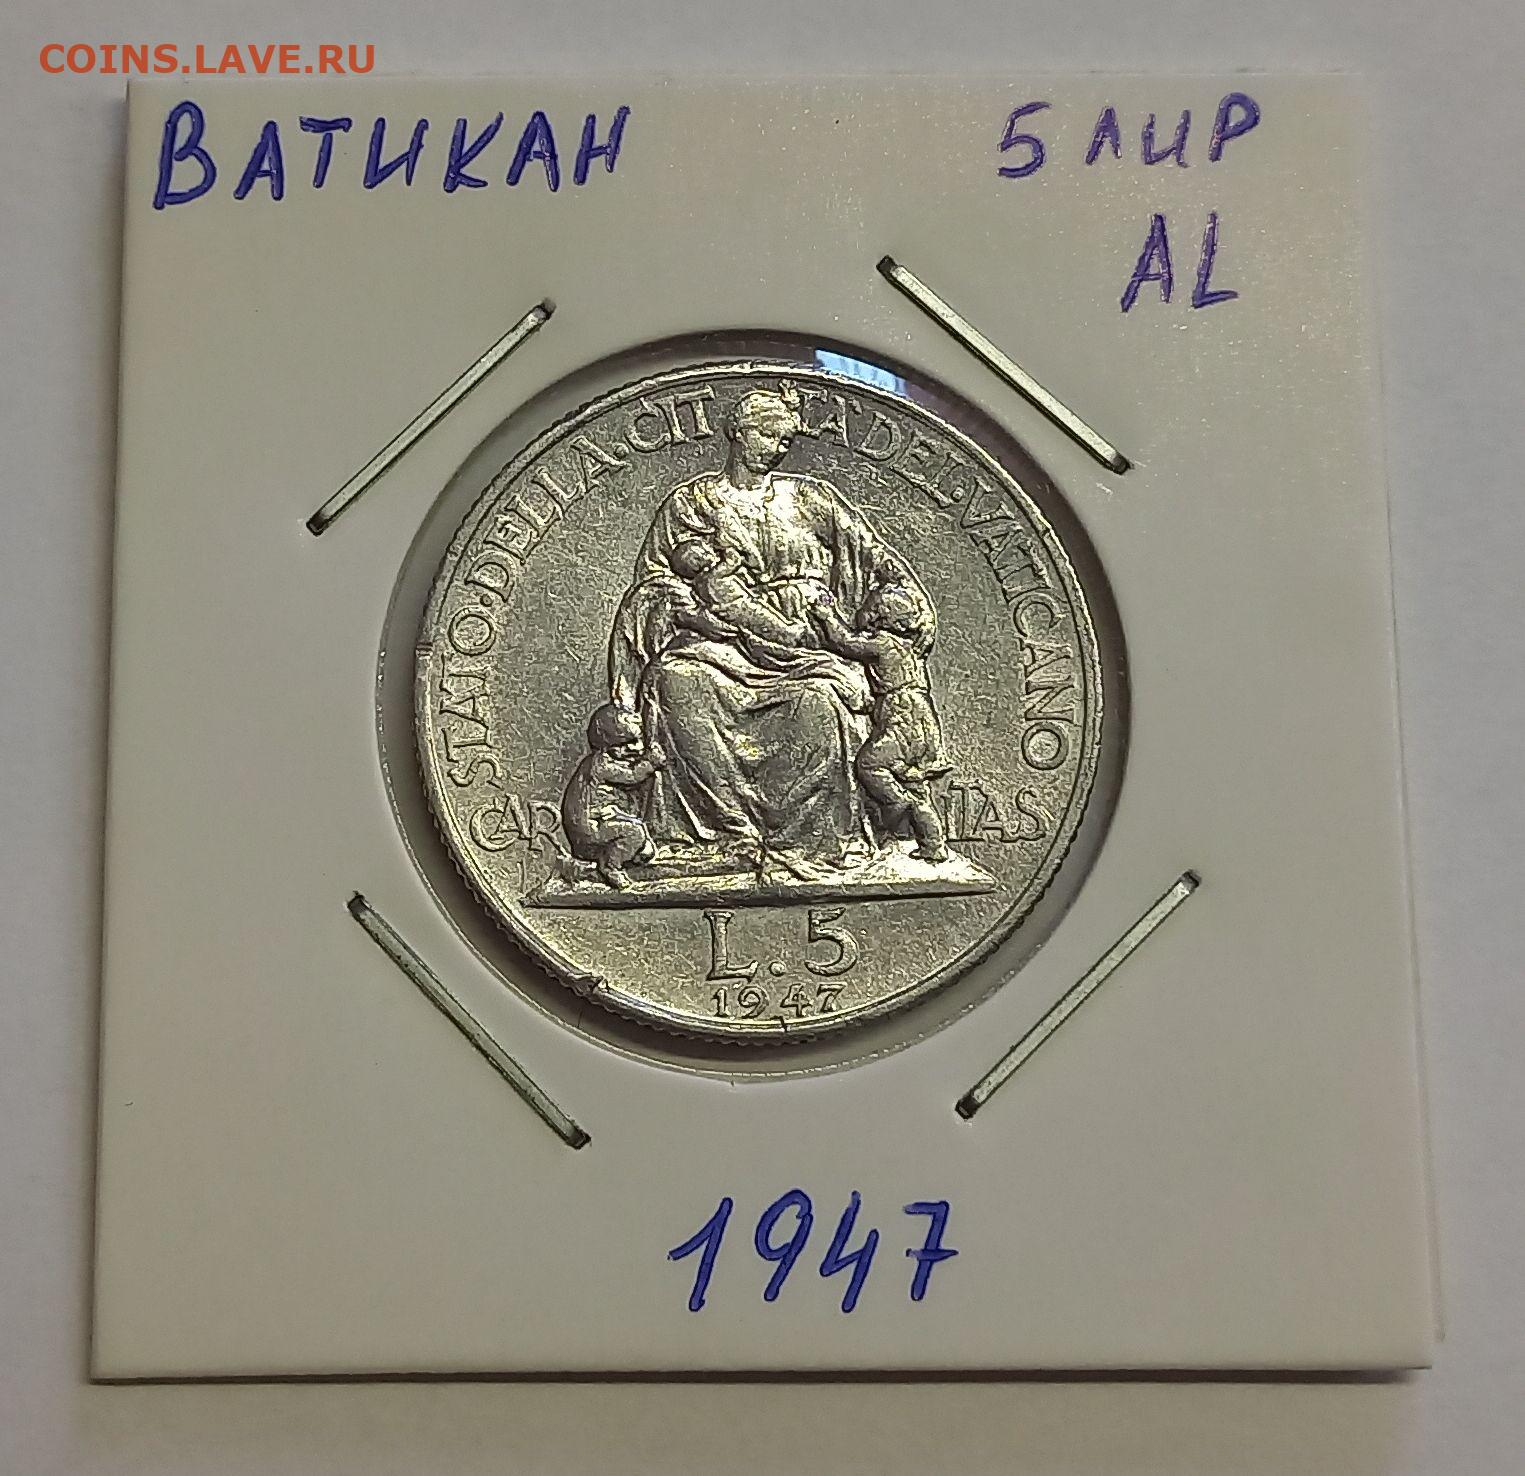 COINS.LAVE.RU
ВАТИКАН 5 ЛИР
AL
STATO·DELLA·CITTA'DEL·VATICANO
CARITAS
L.5
1947
1947